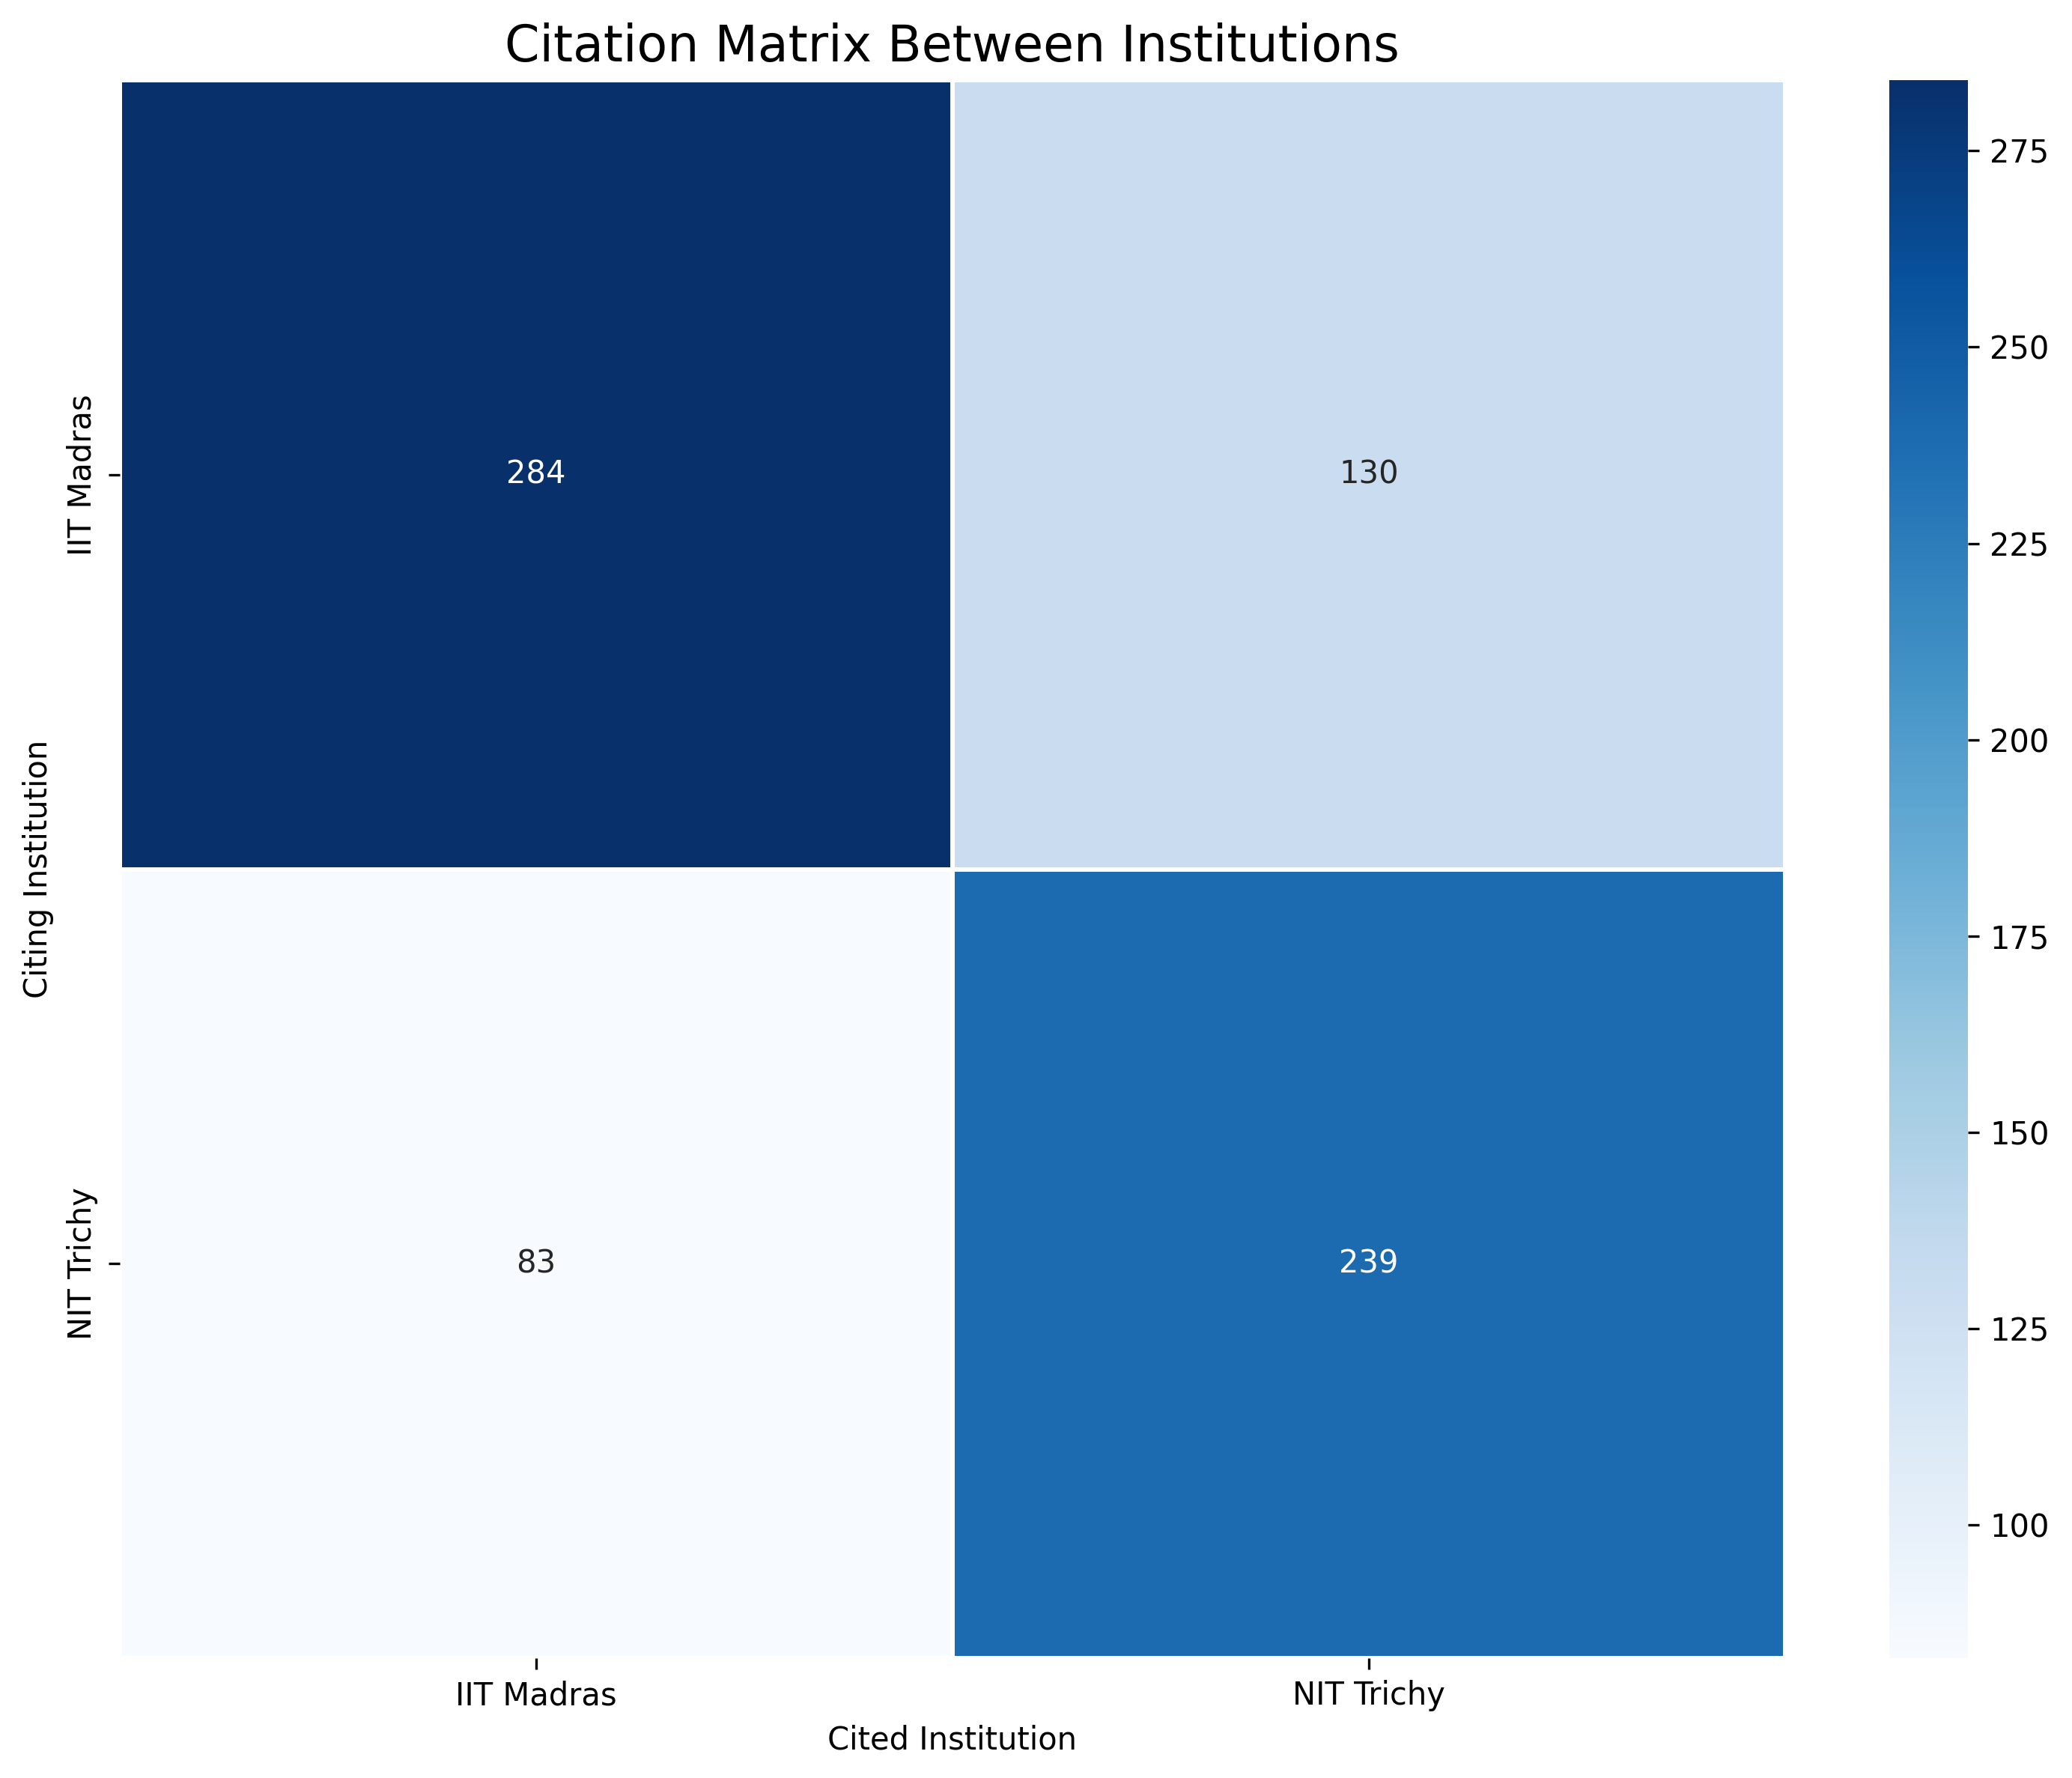 Citation Matrix Between Institutions
Citing Institution
IIT Madras
284
130
NIT Trichy
83
239
IIT Madras
NIT Trichy
Cited Institution
275
250
225
200
175
150
125
100